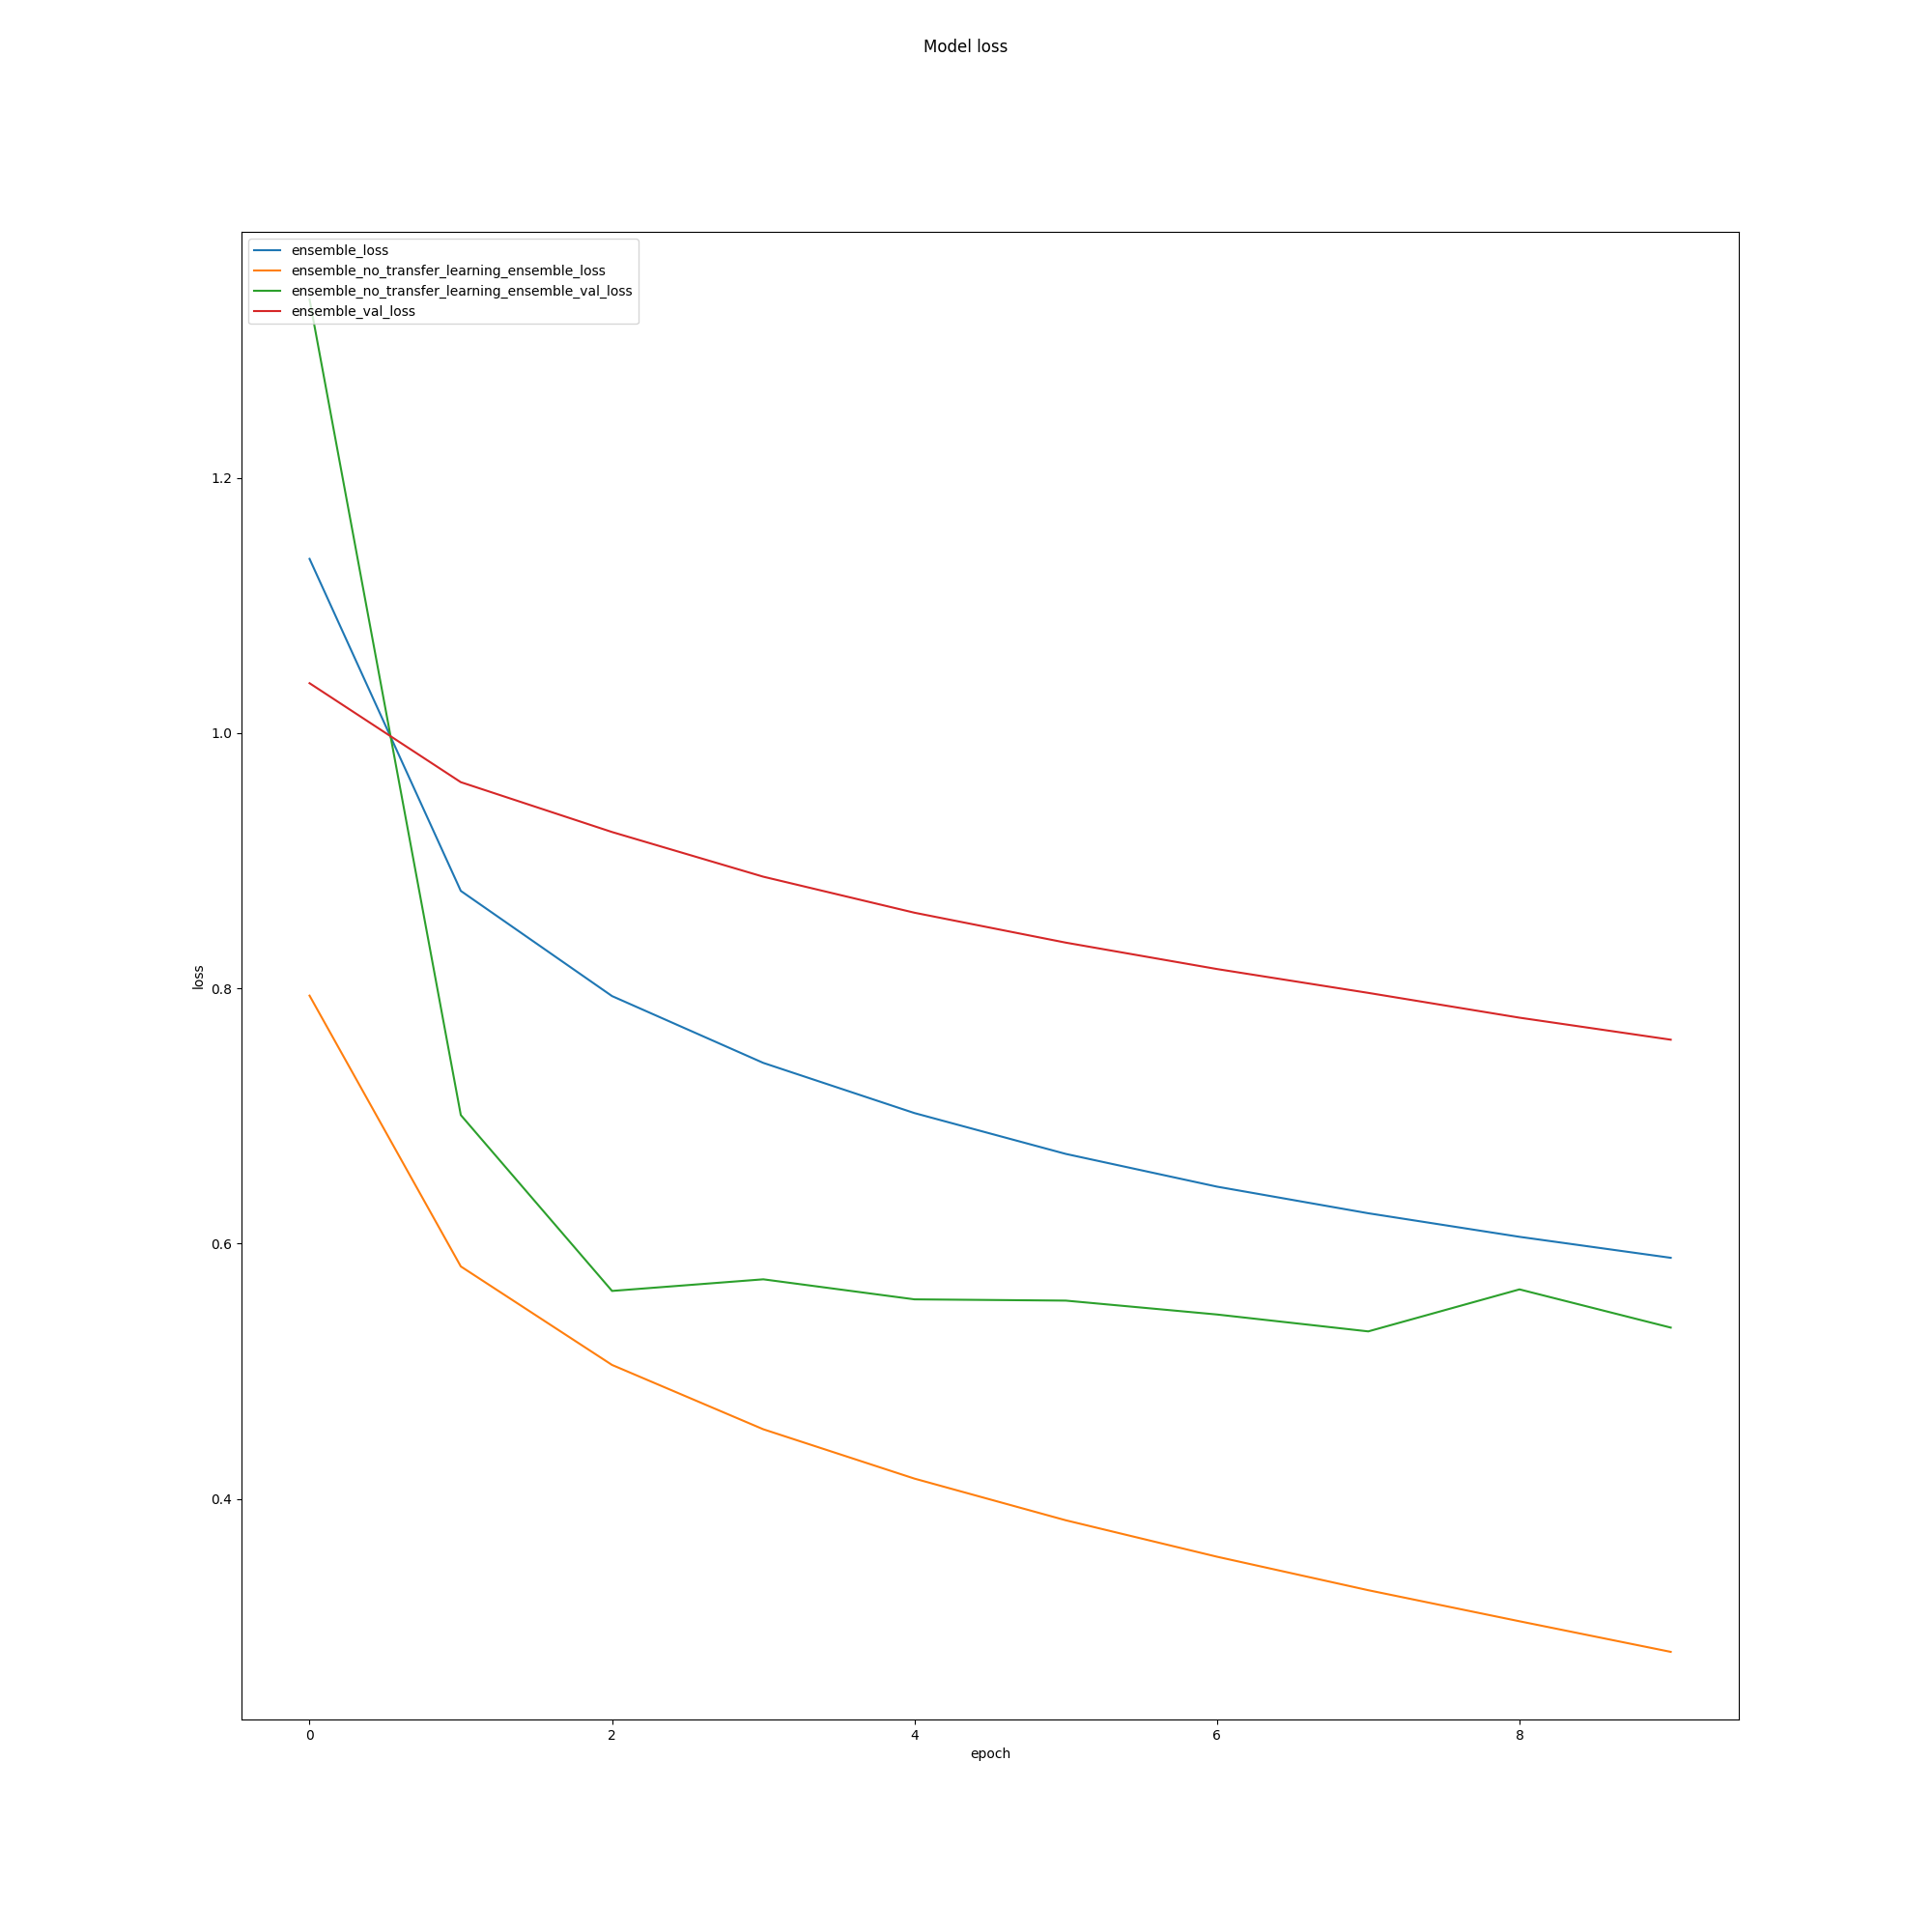 Model loss
ensemble_loss
ensemble_no_transfer_learning_ensemble_loss
ensemble_no_transfer_learning_ensemble_val_loss
ensemble_val_loss
1.2
1.0
0.8
0.6
0.4
loss
0 2 4 6 8
epoch